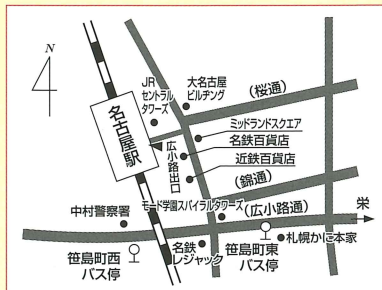 N
JR
セントラル
タワーズ
大名古屋
ビルヂング
(桜通)
名古屋駅
ミッドランドスクエア
名鉄百貨店
近鉄百貨店
広小路出口
(錦通)
モード学園スパイラルタワーズ
(広小路通)
栄
中村警察署
笹島町西
バス停
名鉄
レジャック
笹島町東
バス停
札幌かに本家